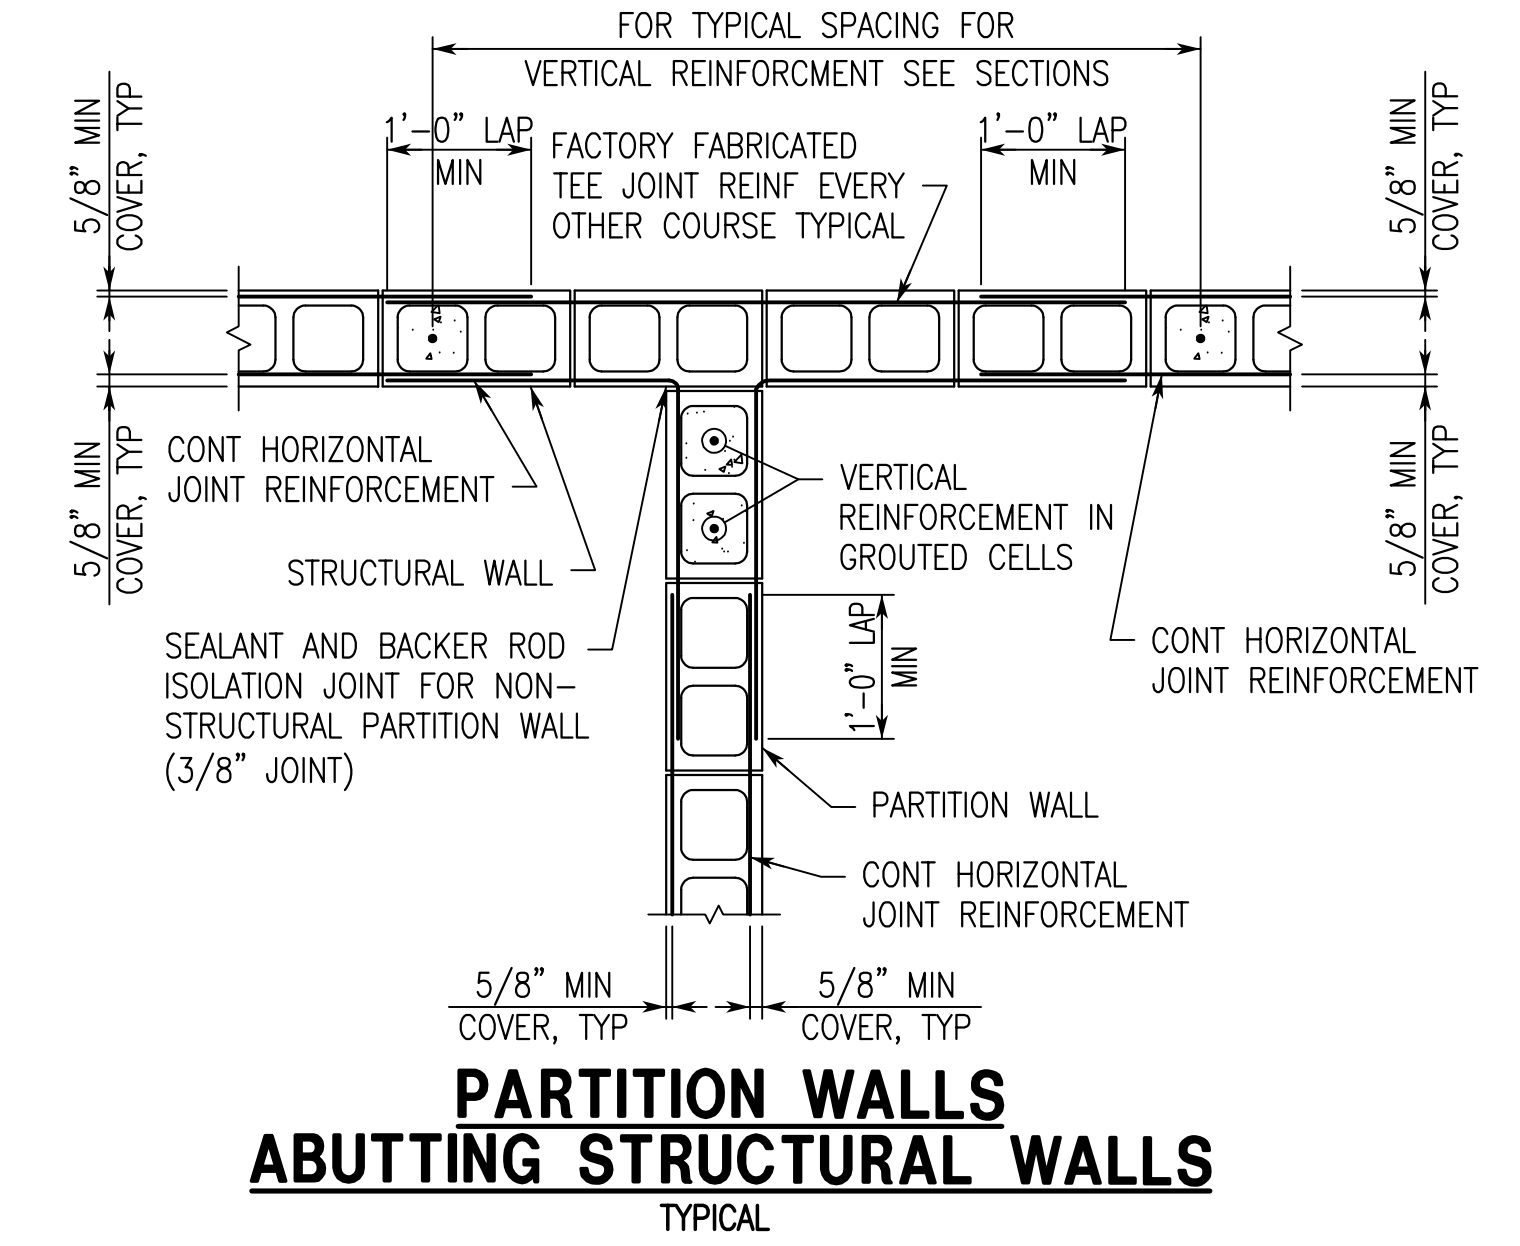 FOR TYPICAL SPACING FOR
VERTICAL REINFORCMENT SEE SECTIONS
5/8" MIN
COVER, TYP
1'-0" LAP
MIN
FACTORY FABRICATED
TEE JOINT REINF EVERY
OTHER COURSE TYPICAL
1'-0" LAP
MIN
5/8" MIN
COVER, TYP
5/8" MIN
COVER, TYP
CONT HORIZONTAL
JOINT REINFORCEMENT
STRUCTURAL WALL
SEALANT AND BACKER ROD
ISOLATION JOINT FOR NON-
STRUCTURAL PARTITION WALL
(3/8" JOINT)
VERTICAL
REINFORCEMENT IN
GROUTED CELLS
1'-0" LAP
MIN
5/8" MIN
COVER, TYP
CONT HORIZONTAL
JOINT REINFORCEMENT
PARTITION WALL
CONT HORIZONTAL
JOINT REINFORCEMENT
5/8" MIN
COVER, TYP
5/8" MIN
COVER, TYP
PARTITION WALLS
ABUTTING STRUCTURAL WALLS
TYPICAL